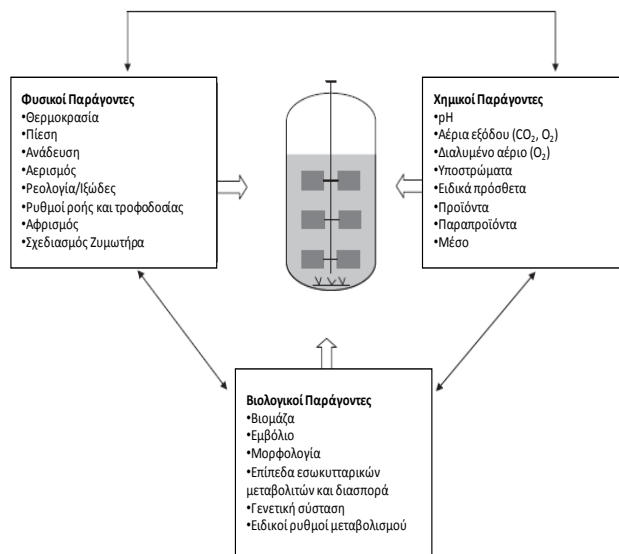 Φυσικοί Παράγοντες
•Θερμοκρασία
•Πίεση
•Ανάδευση
•Αερισμός
•Ρεολογία/Ιξώδες
•Ρυθμοί ροής και τροφοδοσίας
•Αφρισμός
•Σχεδιασμός Ζυμωτήρα
Χημικοί Παράγοντες
•pH
•Αέρια εξόδου (CO₂, O₂)
•Διαλυμένο αέριο (O₂)
•Υποστρώματα
•Ειδικά πρόσθετα
•Προϊόντα
•Παραπροϊόντα
•Μέσο
Βιολογικοί Παράγοντες
•Βιομάζα
•Εμβόλιο
•Μορφολογία
•Επίπεδα εσωκυτταρικών
μεταβολιτών και διασπορά
•Γενετική σύσταση
•Ειδικοί ρυθμοί μεταβολισμού